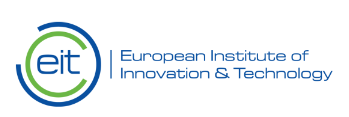 eit
European Institute of
Innovation & Technology